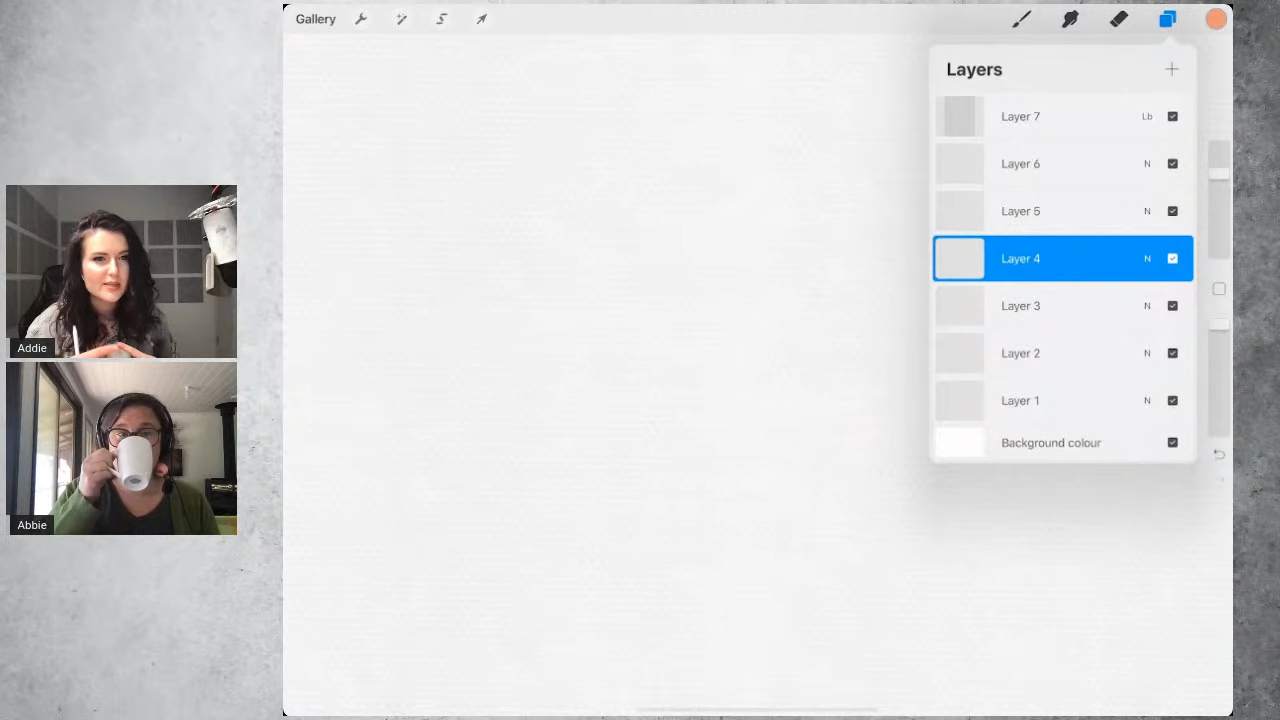 Gallery
Layers
Layer 7 Lb
Layer 6 N
Layer 5 N
Layer 4 N
Layer 3 N
Layer 2 N
Layer 1 N
Background colour
Addie
Abbie